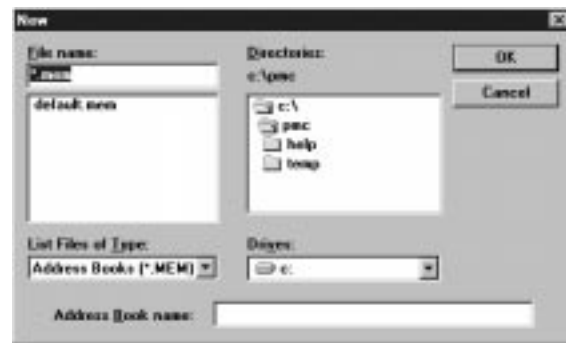 New
File name:
*.mem
default.mem
List Files of Type:
Address Books (*.MEM)
Directories:
c:\pmc
c:\
pmc
help
temp
Drives:
c:
OK
Cancel
Address Book name: